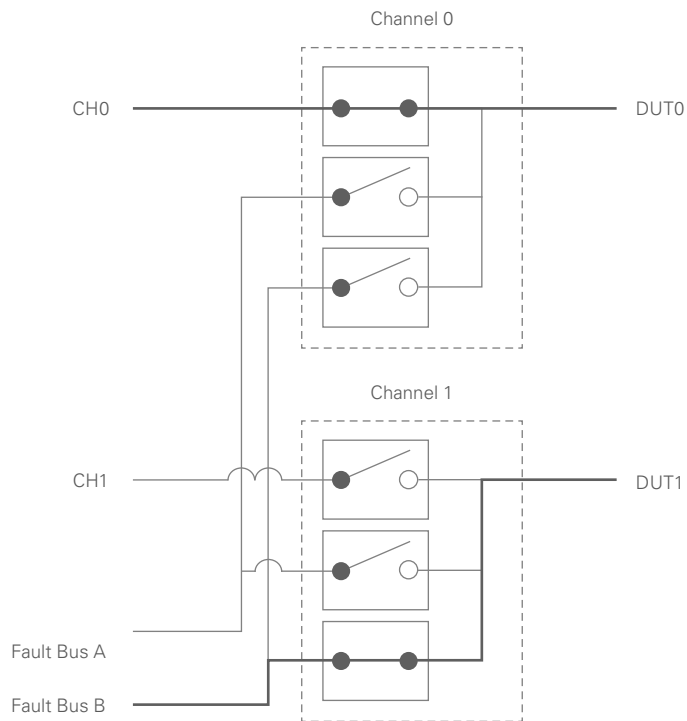 Channel 0
CH0
DUT0
Channel 1
CH1
DUT1
Fault Bus A
Fault Bus B